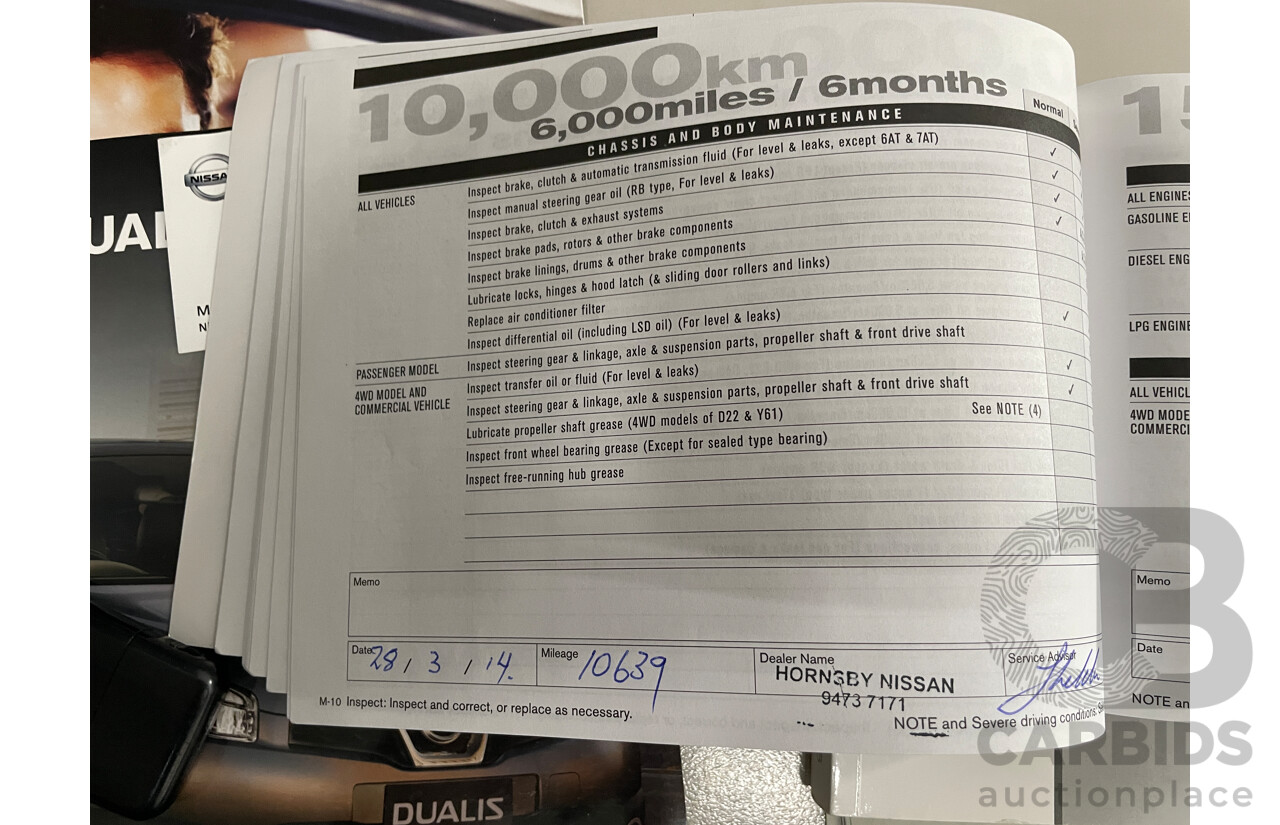 10,000km
6,000miles / 6months
CHASSIS AND BODY MAINTENANCE
Normal
ALL VEHICLES
Inspect brake, clutch & automatic transmission fluid (For level & leaks, except 6AT & 7AT) ✓
Inspect manual steering gear oil (RB type, For level & leaks) ✓
Inspect brake, clutch & exhaust systems ✓
Inspect brake pads, rotors & other brake components ✓
Inspect brake linings, drums & other brake components
Lubricate locks, hinges & hood latch (& sliding door rollers and links)
Replace air conditioner filter
Inspect differential oil (including LSD oil) (For level & leaks) ✓
PASSENGER MODEL
Inspect steering gear & linkage, axle & suspension parts, propeller shaft & front drive shaft
4WD MODEL AND
COMMERCIAL VEHICLE
Inspect transfer oil or fluid (For level & leaks) ✓
Inspect steering gear & linkage, axle & suspension parts, propeller shaft & front drive shaft ✓
Lubricate propeller shaft grease (4WD models of D22 & Y61) See NOTE (4)
Inspect front wheel bearing grease (Except for sealed type bearing)
Inspect free-running hub grease
Memo
Date 28 / 3 / 14.
Mileage 10639
Dealer Name
HORNSBY NISSAN
9473 7171
Service Advisor
M-10 Inspect: Inspect and correct, or replace as necessary.
NOTE and Severe driving conditions:
NISSA
UAL
M
N
DUALIS
15
ALL ENGINES
GASOLINE E
DIESEL ENG
LPG ENGINE
ALL VEHICL
4WD MODE
COMMERCI
Memo
Date
NOTE an
CB
CARBIDS
auctionplace